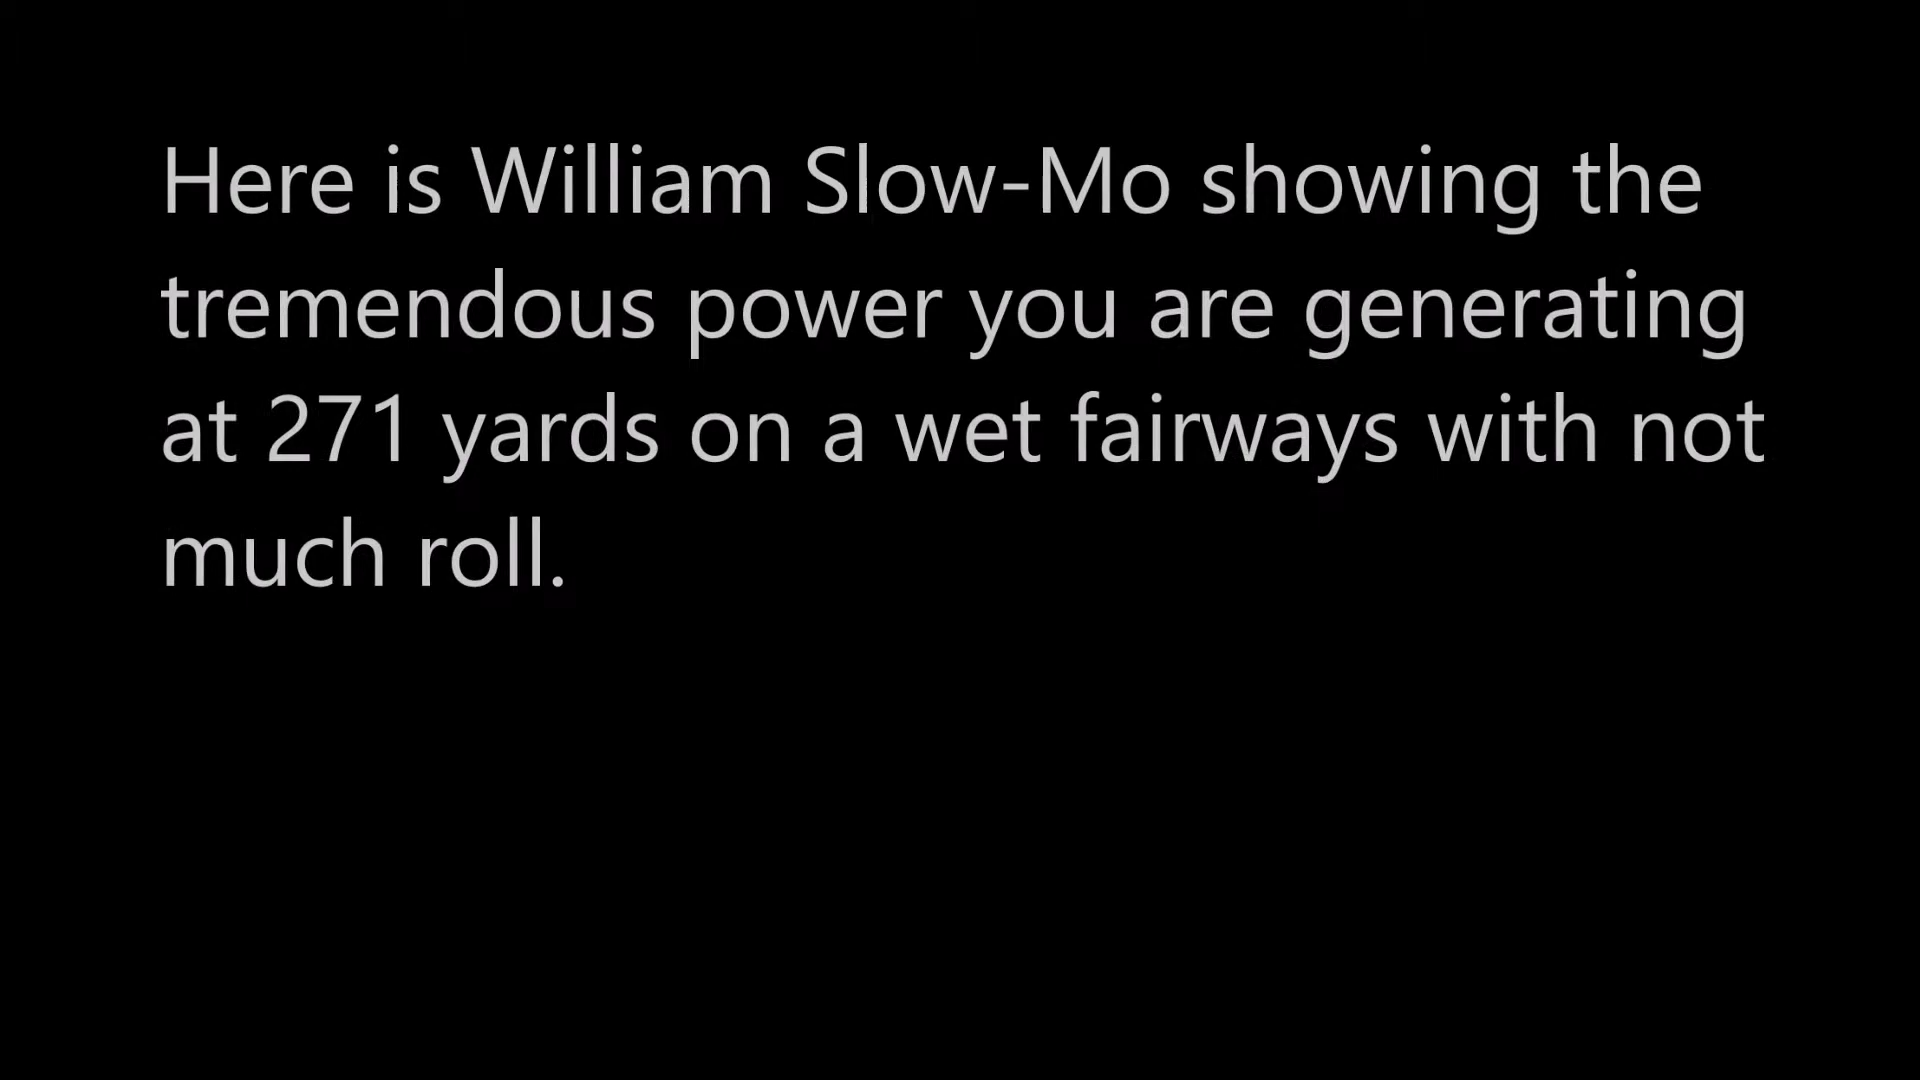 Here is William Slow-Mo showing the
tremendous power you are generating
at 271 yards on a wet fairways with not
much roll.